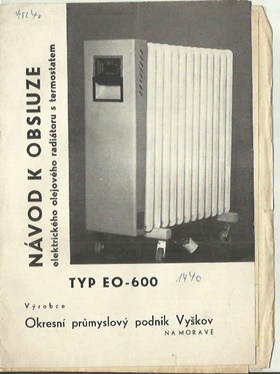 NÁVOD K OBSLUZE
elektrického olejového radiátoru s termostatem
TYP EO-600
1440
Výrobce
Okresní průmyslový podnik Vyškov
NA MORAVĚ